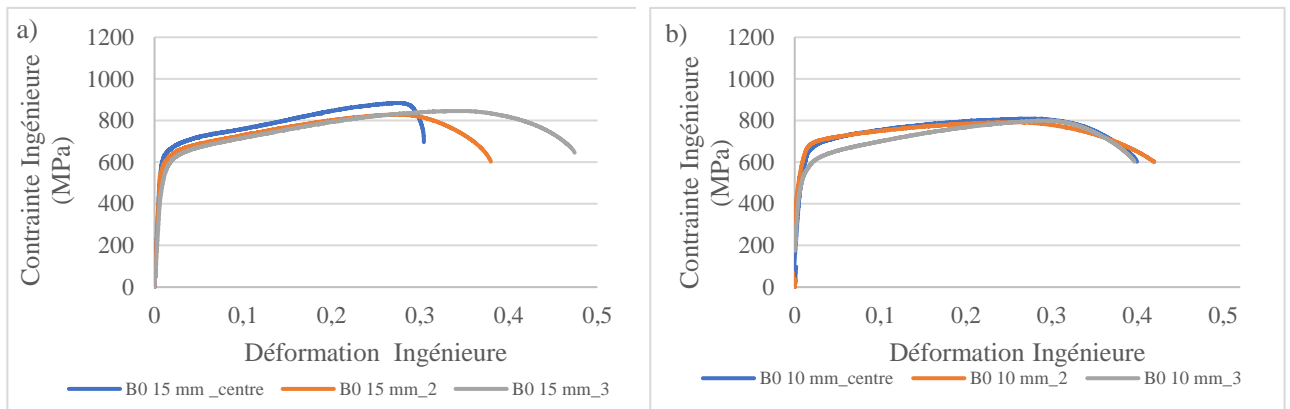 a)
Contrainte Ingénieure
(MPa)
1200
1000
800
600
400
200
0
0 0,1 0,2 0,3 0,4 0,5
Déformation Ingénieure
B0 15 mm _centre B0 15 mm_2 B0 15 mm_3
b)
Contrainte Ingénieure
(MPa)
1200
1000
800
600
400
200
0
0 0,1 0,2 0,3 0,4 0,5
Déformation Ingénieure
B0 10 mm_centre B0 10 mm_2 B0 10 mm_3